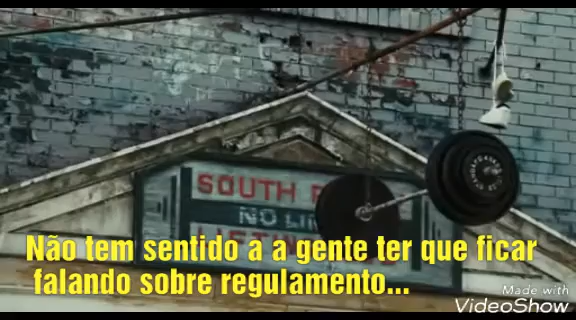 SOUTH
NO LI
Não tem sentido a a gente ter que ficar
falando sobre regulamento...
Made with
VideoShow